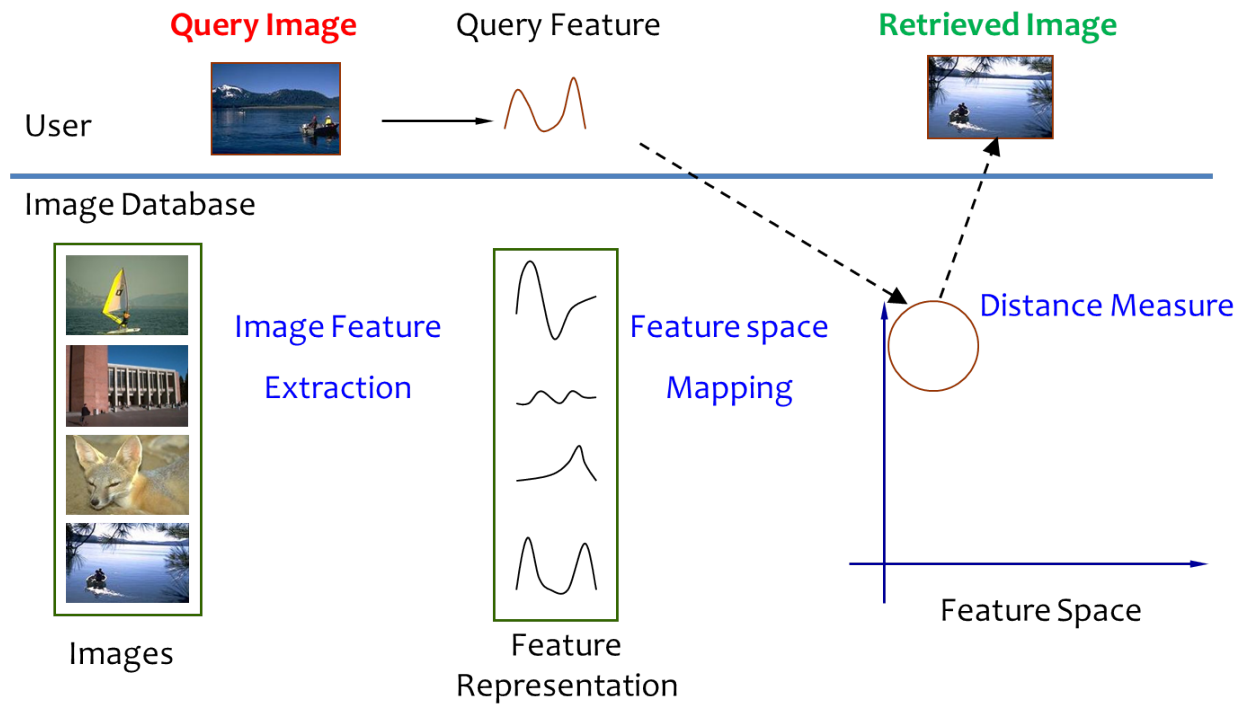 Query Image
Query Feature
Retrieved Image
User
Image Database
Image Feature
Extraction
Feature space
Mapping
Distance Measure
Feature Space
Images
Feature
Representation